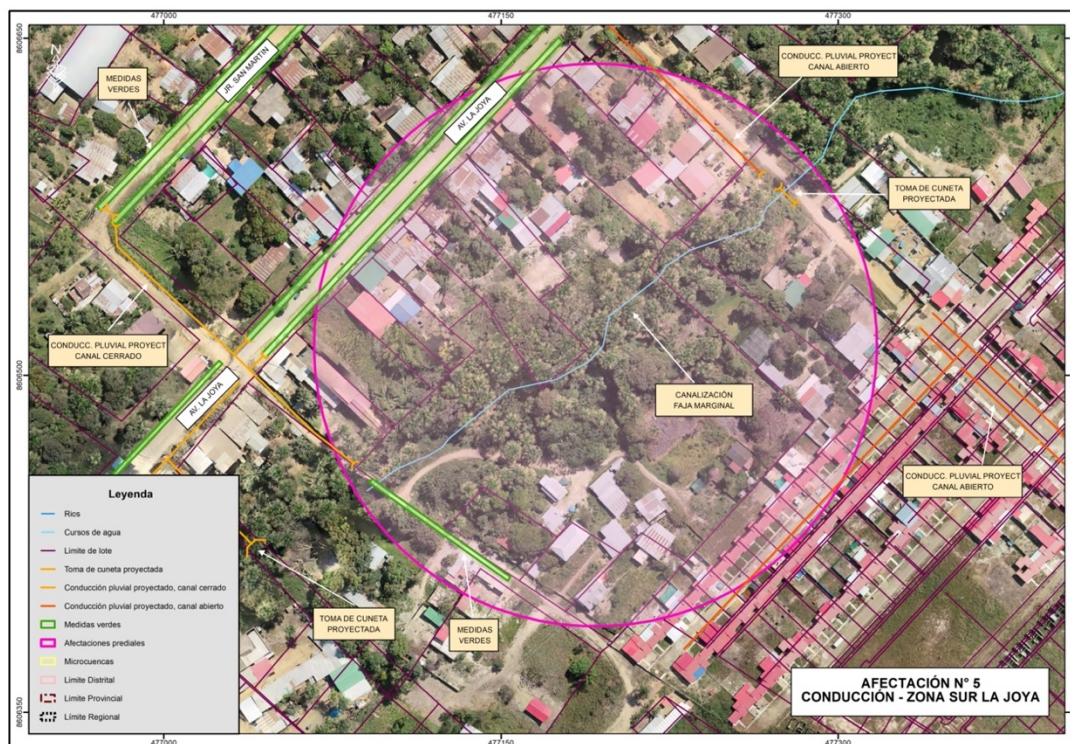 477000
477150
477300
8606650
MEDIDAS
VERDES
JR. SAN MARTIN
AV. LA JOYA
CONDUCC. PLUVIAL PROYECT
CANAL ABIERTO
TOMA DE CUNETA
PROYECTADA
CONDUCC. PLUVIAL PROYECT
CANAL CERRADO
8606500
AV. LA JOYA
CANALIZACIÓN
FAJA MARGINAL
CONDUCC. PLUVIAL PROYECT
CANAL ABIERTO
Leyenda
Rios
Cursos de agua
Limite de lote
Toma de cuneta proyectada
Conducción pluvial proyectado, canal cerrado
Conducción pluvial proyectado, canal abierto
Medidas verdes
Afectaciones prediales
Microcuencas
Limite Distrital
Limite Provincial
Límite Regional
TOMA DE CUNETA
PROYECTADA
MEDIDAS
VERDES
AFECTACIÓN N° 5
CONDUCCIÓN - ZONA SUR LA JOYA
8606350
477000
477150
477300